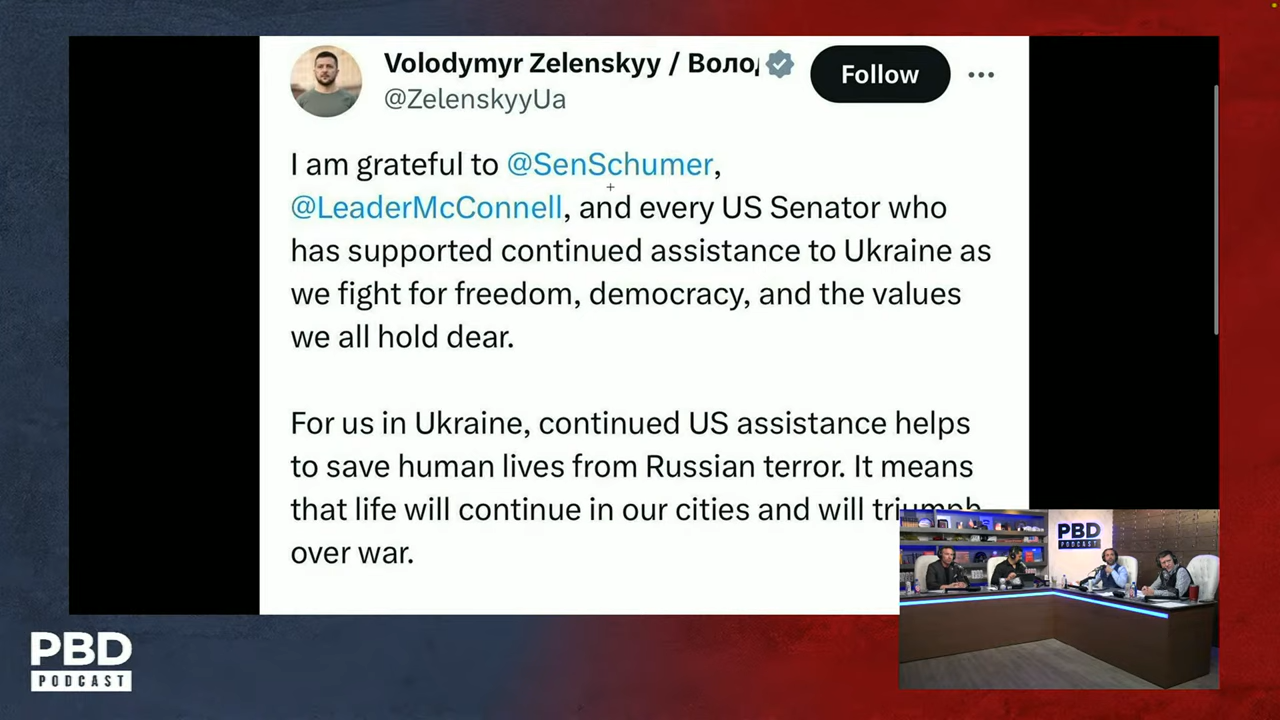 Volodymyr Zelenskyy / Воло
Follow
@ZelenskyyUa
I am grateful to @SenSchumer,
@LeaderMcConnell, and every US Senator who
has supported continued assistance to Ukraine as
we fight for freedom, democracy, and the values
we all hold dear.
For us in Ukraine, continued US assistance helps
to save human lives from Russian terror. It means
that life will continue in our cities and will triumph
over war.
PBD
PODCAST
PBD
PODCAST